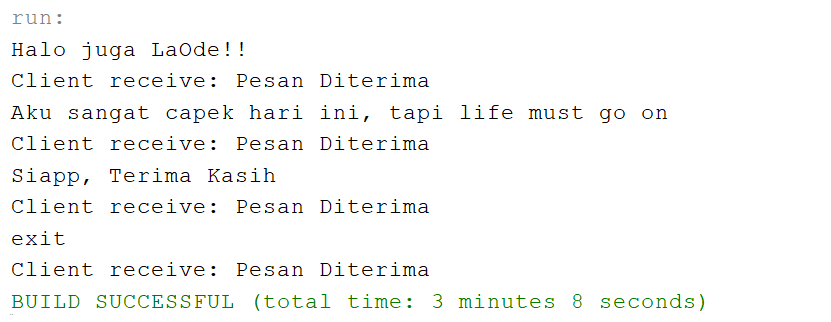 run:
Halo juga LaOde!!
Client receive: Pesan Diterima
Aku sangat capek hari ini, tapi life must go on
Client receive: Pesan Diterima
Siapp, Terima Kasih
Client receive: Pesan Diterima
exit
Client receive: Pesan Diterima
BUILD SUCCESSFUL (total time: 3 minutes 8 seconds)